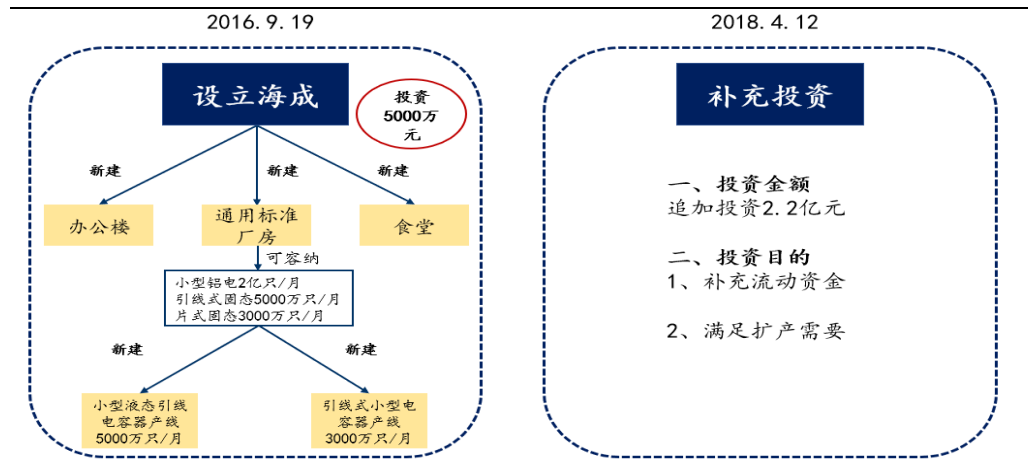 2016.9.19
设立海成
投资
5000万
元
新建
新建
新建
办公楼
通用标准
厂房
食堂
可容纳
小型铝电2亿只/月
引线式固态5000万只/月
片式固态3000万只/月
新建
新建
小型液态引线
电容器产线
5000万只/月
引线式小型电
容器产线
3000万只/月
2018.4.12
补充投资
一、投资金额
追加投资2.2亿元
二、投资目的
1、补充流动资金
2、满足扩产需要